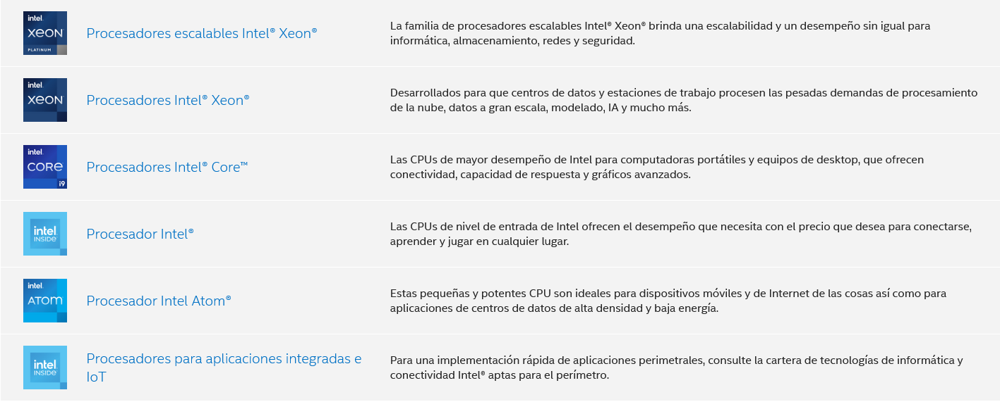 intel
XEON
PLATINUM
Procesadores escalables Intel® Xeon®
La familia de procesadores escalables Intel® Xeon® brinda una escalabilidad y un desempeño sin igual para
informática, almacenamiento, redes y seguridad.
intel
XEON
Procesadores Intel® Xeon®
Desarrollados para que centros de datos y estaciones de trabajo procesen las pesadas demandas de procesamiento
de la nube, datos a gran escala, modelado, IA y mucho más.
intel
CORE
i9
Procesadores Intel® Core™
Las CPUs de mayor desempeño de Intel para computadoras portátiles y equipos de desktop, que ofrecen
conectividad, capacidad de respuesta y gráficos avanzados.
intel
INSIDE
Procesador Intel®
Las CPUs de nivel de entrada de Intel ofrecen el desempeño que necesita con el precio que desea para conectarse,
aprender y jugar en cualquier lugar.
intel
ATOM
Procesador Intel Atom®
Estas pequeñas y potentes CPU son ideales para dispositivos móviles y de Internet de las cosas así como para
aplicaciones de centros de datos de alta densidad y baja energía.
intel
INSIDE
Procesadores para aplicaciones integradas e
IoT
Para una implementación rápida de aplicaciones perimetrales, consulte la cartera de tecnologías de informática y
conectividad Intel® aptas para el perímetro.